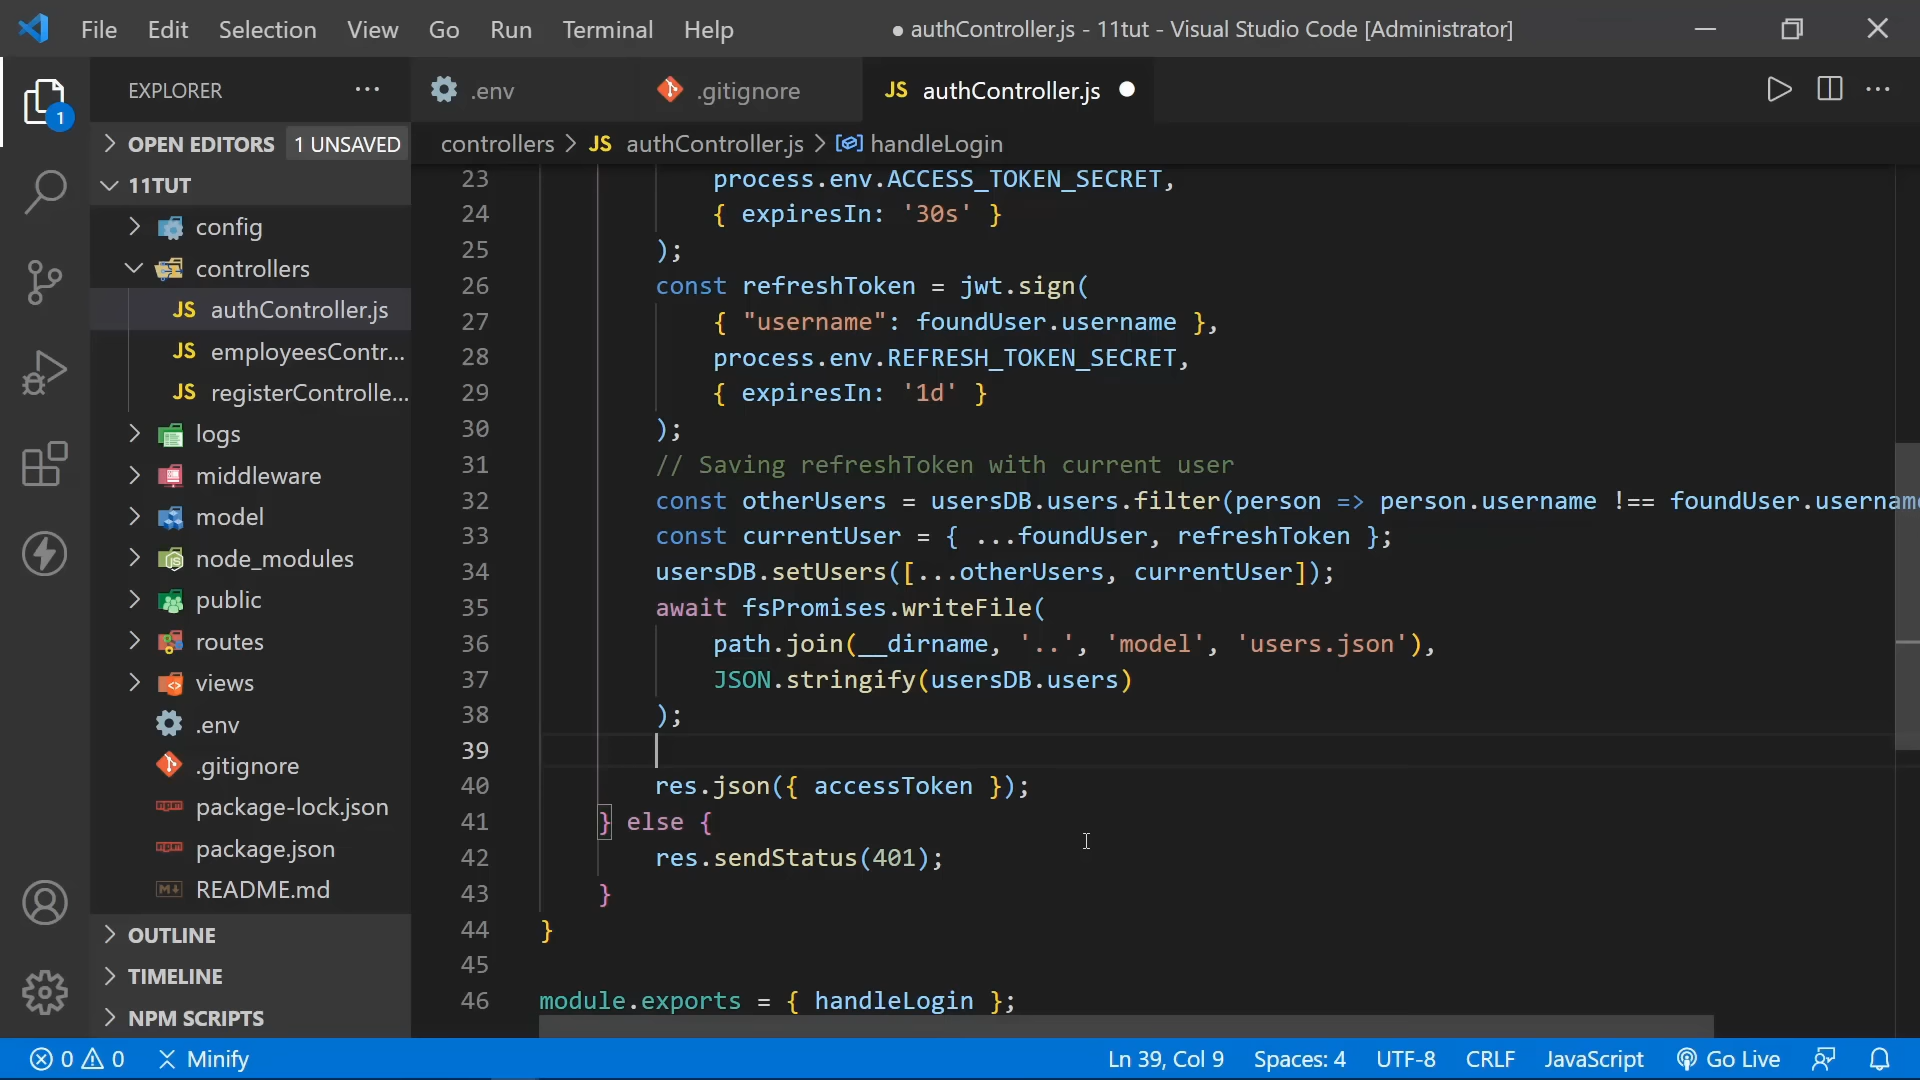 File Edit Selection View Go Run Terminal Help ● authController.js - 11tut - Visual Studio Code [Administrator]
EXPLORER ··· .env .gitignore JS authController.js ● ···
1
OPEN EDITORS 1 UNSAVED
controllers > JS authController.js > handleLogin
11TUT
config
controllers
JS authController.js
JS employeesContr...
JS registerControlle...
logs
middleware
model
node_modules
public
routes
views
.env
.gitignore
package-lock.json
package.json
README.md
OUTLINE
TIMELINE
NPM SCRIPTS
23 process.env.ACCESS_TOKEN_SECRET,
24 { expiresIn: '30s' }
25 );
26 const refreshToken = jwt.sign(
27 { "username": foundUser.username },
28 process.env.REFRESH_TOKEN_SECRET,
29 { expiresIn: '1d' }
30 );
31 // Saving refreshToken with current user
32 const otherUsers = usersDB.users.filter(person => person.username !== foundUser.usernam
33 const currentUser = { ...foundUser, refreshToken };
34 usersDB.setUsers([...otherUsers, currentUser]);
35 await fsPromises.writeFile(
36 path.join(__dirname, '..', 'model', 'users.json'),
37 JSON.stringify(usersDB.users)
38 );
39
40 res.json({ accessToken });
41 } else {
42 res.sendStatus(401);
43 }
44 }
45
46 module.exports = { handleLogin };
0 0 Minify Ln 39, Col 9 Spaces: 4 UTF-8 CRLF JavaScript Go Live